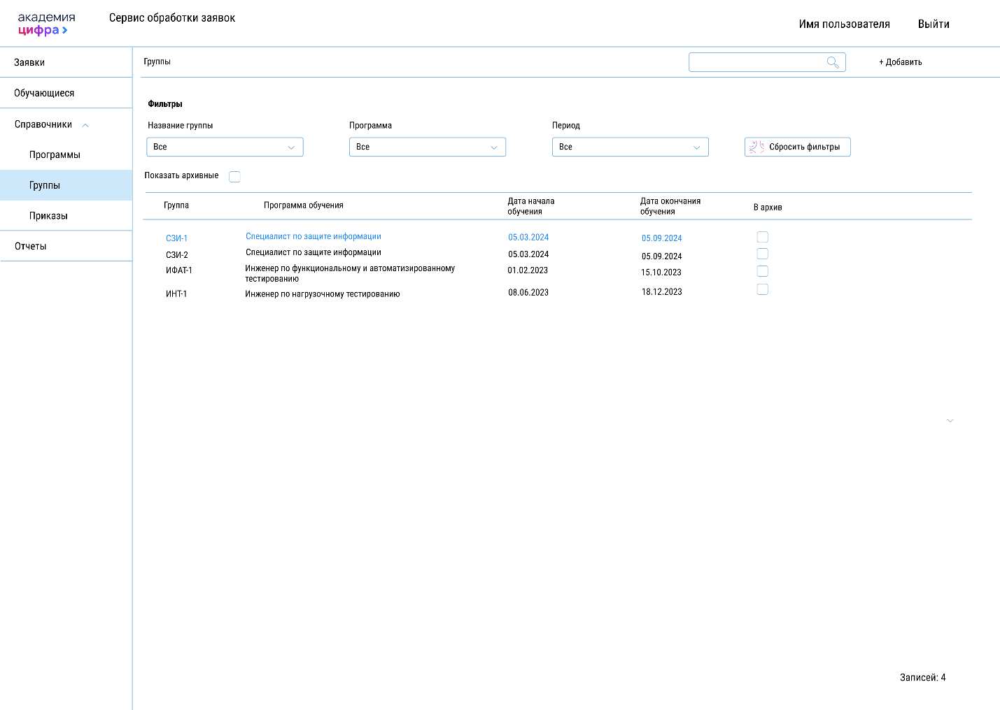 академия
цифра
Сервис обработки заявок
Имя пользователя
Выйти
Заявки
Обучающиеся
Справочники
Программы
Группы
Приказы
Отчеты
Группы
+ Добавить
Фильтры
Название группы
Программа
Период
Все
Все
Все
Сбросить фильтры
Показать архивные
Группа
Программа обучения
Дата начала
обучения
Дата окончания
обучения
В архив
СЗИ-1
Специалист по защите информации
05.03.2024
05.09.2024
СЗИ-2
Специалист по защите информации
05.03.2024
05.09.2024
ИФАТ-1
Инженер по функциональному и автоматизированному
тестированию
01.02.2023
15.10.2023
ИНТ-1
Инженер по нагрузочному тестированию
08.06.2023
18.12.2023
Записей: 4